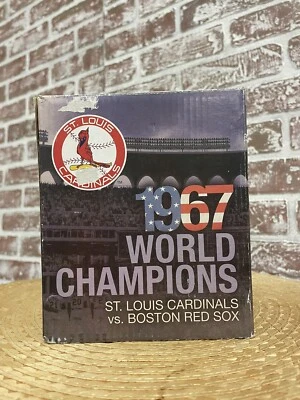 ST. LOUIS
CARDINALS
1967
WORLD
CHAMPIONS
ST. LOUIS CARDINALS
vs. BOSTON RED SOX